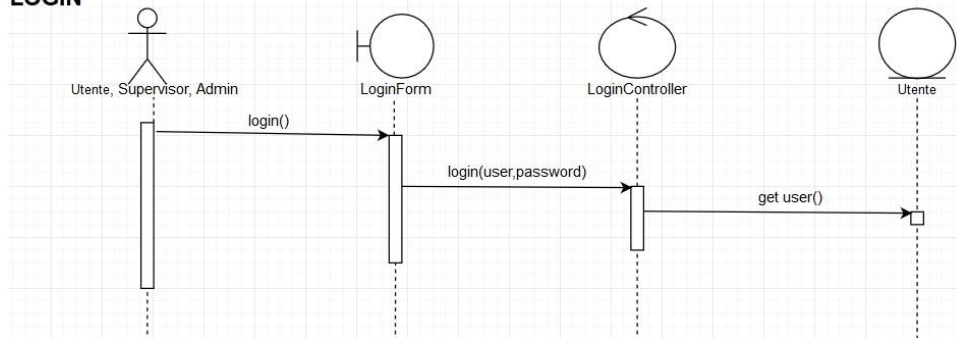 LOGIN
Utente, Supervisor, Admin
LoginForm
LoginController
Utente
login()
login(user,password)
get user()